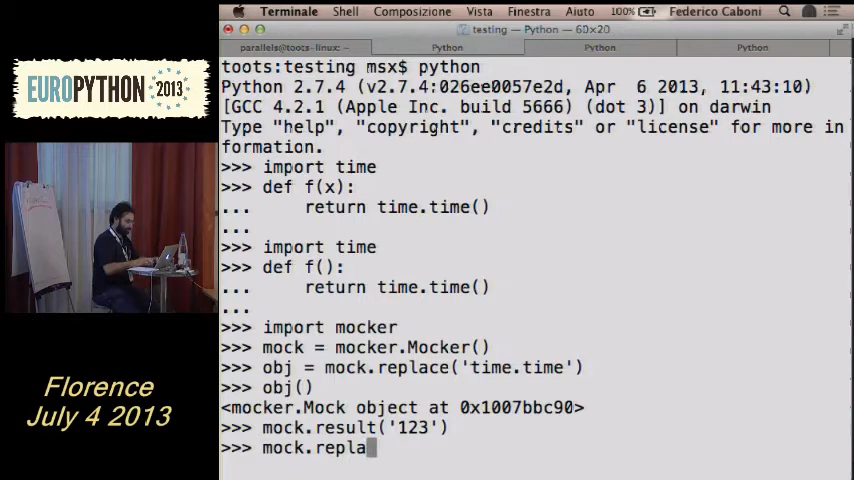 Terminale Shell Composizione Vista Finestra Aiuto 100% Federico Caboni
testing — Python — 60x20
parallels@toots-linux: ~ Python Python Python
toots:testing msx$ python
Python 2.7.4 (v2.7.4:026ee0057e2d, Apr  6 2013, 11:43:10)
[GCC 4.2.1 (Apple Inc. build 5666) (dot 3)] on darwin
Type "help", "copyright", "credits" or "license" for more in
formation.
>>> import time
>>> def f(x):
...     return time.time()
...
>>> import time
>>> def f():
...     return time.time()
...
>>> import mocker
>>> mock = mocker.Mocker()
>>> obj = mock.replace('time.time')
>>> obj()
<mocker.Mock object at 0x1007bbc90>
>>> mock.result('123')
>>> mock.repla
EUROPYTHON 2013
Florence
July 4 2013